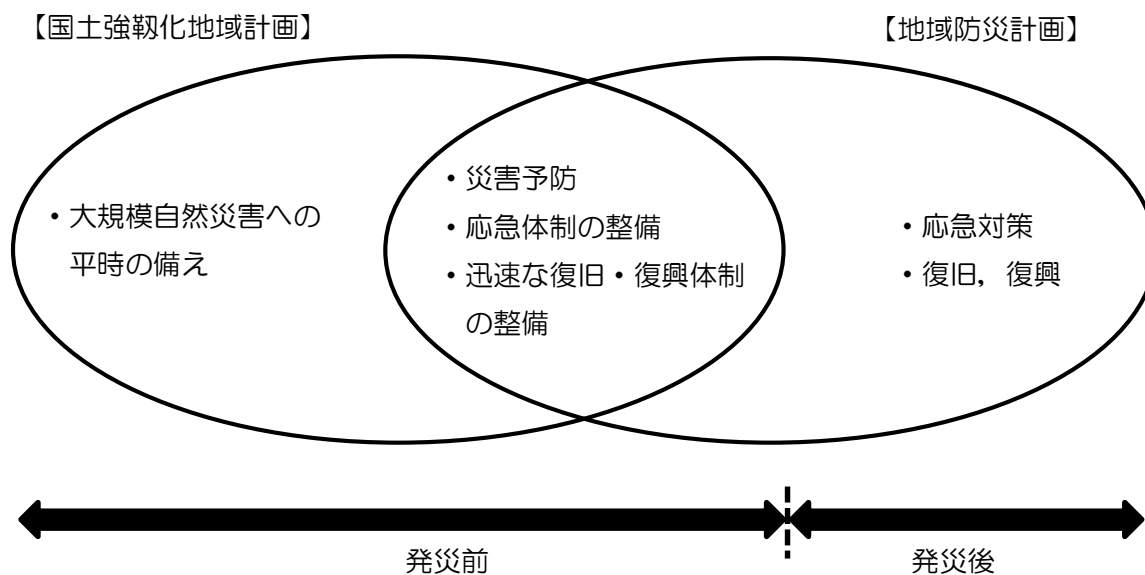 【国土強靱化地域計画】
【地域防災計画】
・大規模自然災害への
平時の備え
・災害予防
・応急体制の整備
・迅速な復旧・復興体制
の整備
・応急対策
・復旧，復興
発災前
発災後